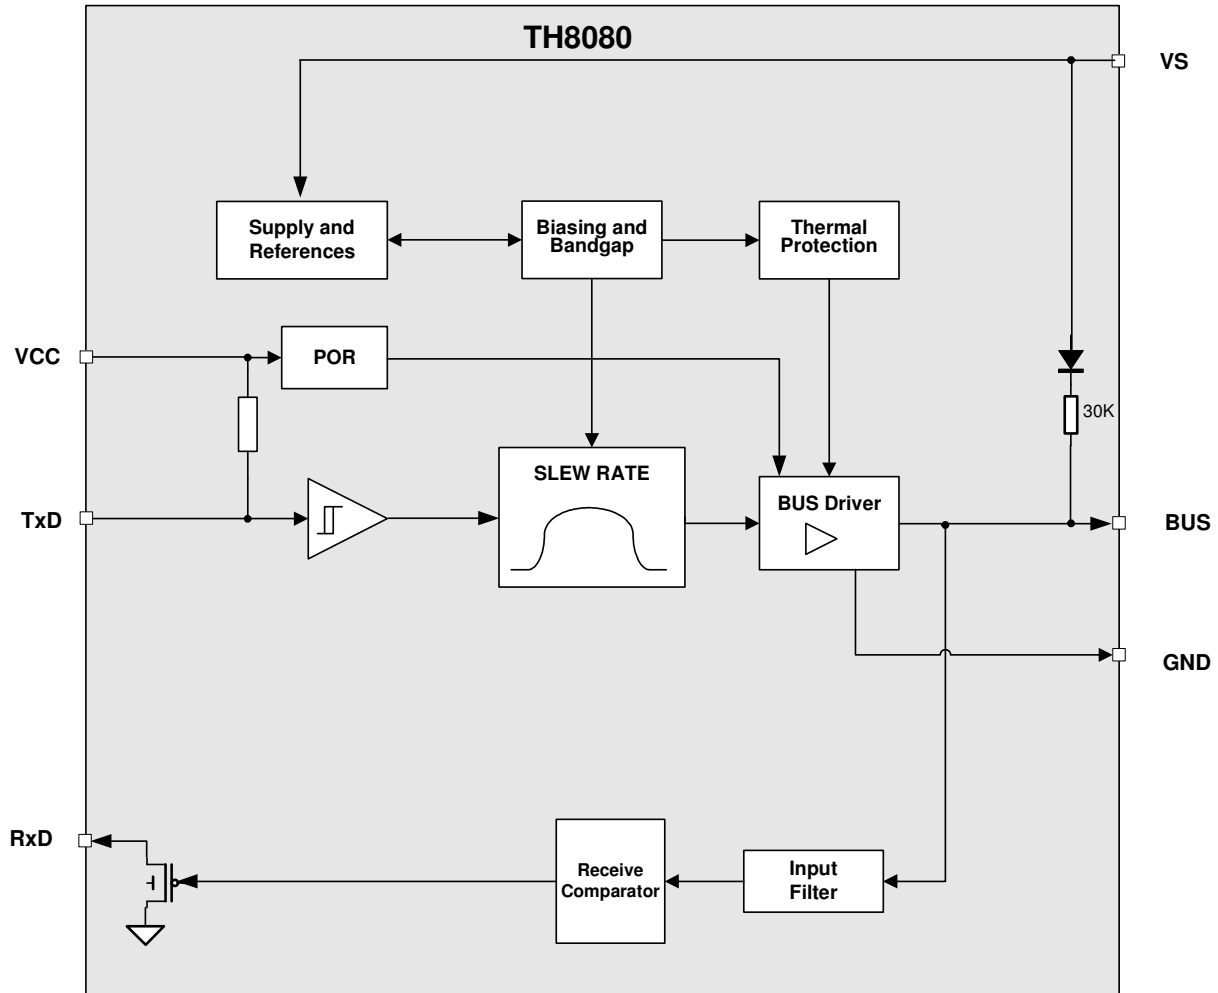 TH8080
VS
Supply and
References
Biasing and
Bandgap
Thermal
Protection
VCC
POR
30K
TxD
SLEW RATE
BUS Driver
BUS
GND
RxD
Receive
Comparator
Input
Filter